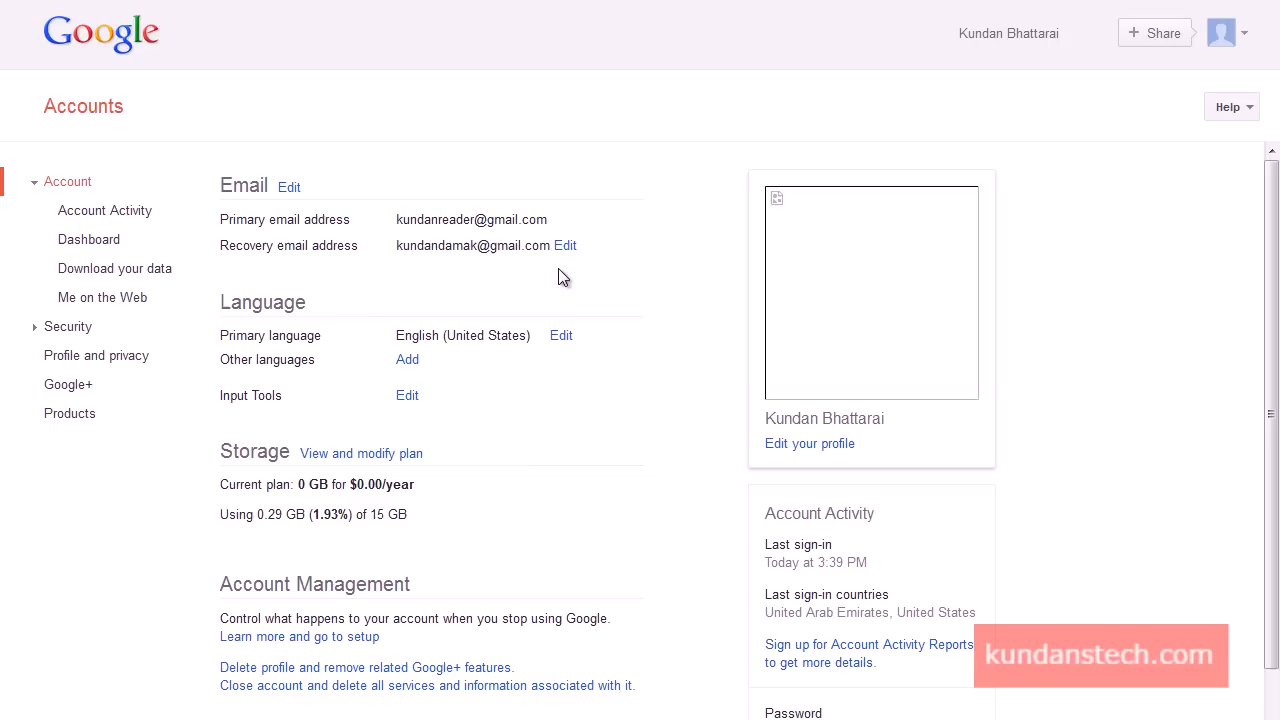 Google
Kundan Bhattarai
+ Share
Accounts
Help
Account
Account Activity
Dashboard
Download your data
Me on the Web
Security
Profile and privacy
Google+
Products
Email Edit
Primary email address kundanreader@gmail.com
Recovery email address kundandamak@gmail.com Edit
Language
Primary language English (United States) Edit
Other languages Add
Input Tools Edit
Storage View and modify plan
Current plan: 0 GB for $0.00/year
Using 0.29 GB (1.93%) of 15 GB
Account Management
Control what happens to your account when you stop using Google.
Learn more and go to setup
Delete profile and remove related Google+ features.
Close account and delete all services and information associated with it.
Kundan Bhattarai
Edit your profile
Account Activity
Last sign-in
Today at 3:39 PM
Last sign-in countries
United Arab Emirates, United States
Sign up for Account Activity Reports
to get more details.
Password
kundanstech.com